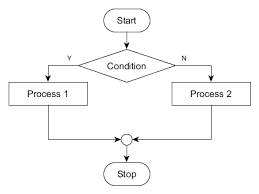 Start
Y
N
Condition
Process 1
Process 2
Stop